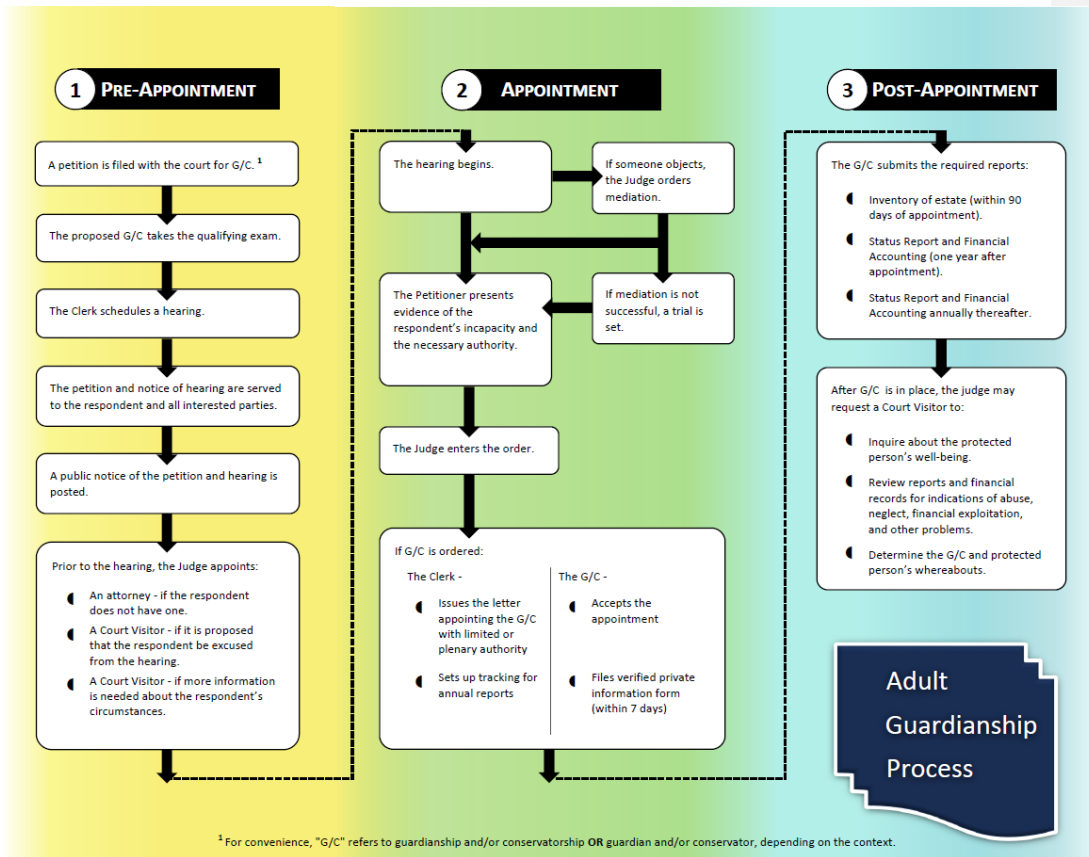 1 PRE-APPOINTMENT
A petition is filed with the court for G/C. 1
The proposed G/C takes the qualifying exam.
The Clerk schedules a hearing.
The petition and notice of hearing are served
to the respondent and all interested parties.
A public notice of the petition and hearing is
posted.
Prior to the hearing, the Judge appoints:
An attorney - if the respondent
does not have one.
A Court Visitor - if it is proposed
that the respondent be excused
from the hearing.
A Court Visitor - if more information
is needed about the respondent's
circumstances.
2 APPOINTMENT
The hearing begins.
If someone objects,
the Judge orders
mediation.
The Petitioner presents
evidence of the
respondent's incapacity and
the necessary authority.
If mediation is not
successful, a trial is
set.
The Judge enters the order.
If G/C is ordered:
The Clerk -
Issues the letter
appointing the G/C
with limited or
plenary authority
Sets up tracking for
annual reports
The G/C -
Accepts the
appointment
Files verified private
information form
(within 7 days)
3 POST-APPOINTMENT
The G/C submits the required reports:
Inventory of estate (within 90
days of appointment).
Status Report and Financial
Accounting (one year after
appointment).
Status Report and Financial
Accounting annually thereafter.
After G/C is in place, the judge may
request a Court Visitor to:
Inquire about the protected
person's well-being.
Review reports and financial
records for indications of abuse,
neglect, financial exploitation,
and other problems.
Determine the G/C and protected
person's whereabouts.
Adult
Guardianship
Process
1 For convenience, "G/C" refers to guardianship and/or conservatorship OR guardian and/or conservator, depending on the context.